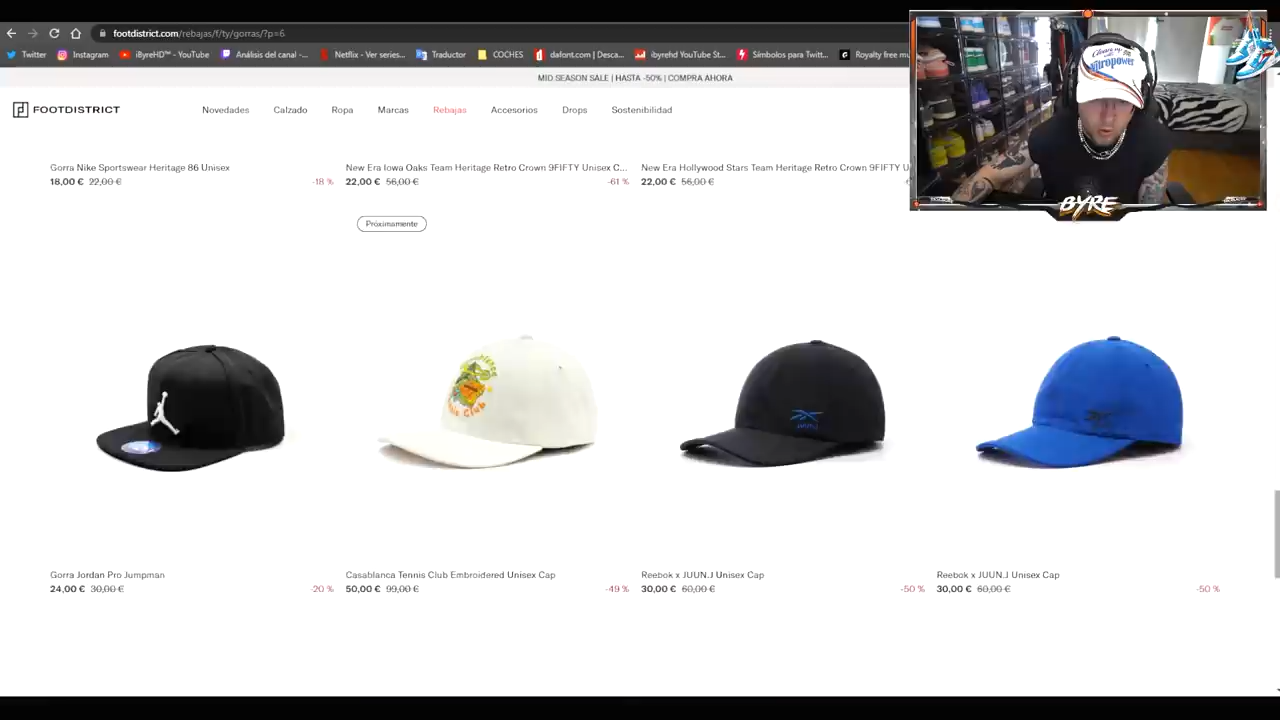 footdistrict.com/rebajas/f/ty/gorras/?p=6
Twitter
Instagram
iByreHD™ - YouTube
Análisis del canal -...
Netflix - Ver series...
Traductor
COCHES
dafont.com | Desca...
ibyrehd YouTube St...
Símbolos para Twitt...
Royalty free mu
MID SEASON SALE | HASTA -50% | COMPRA AHORA
FOOTDISTRICT
Novedades
Calzado
Ropa
Marcas
Rebajas
Accesorios
Drops
Sostenibilidad
Gorra Nike Sportswear Heritage 86 Unisex
18,00 € 22,00 €
-18 %
New Era Iowa Oaks Team Heritage Retro Crown 9FIFTY Unisex C...
22,00 € 56,00 €
-61 %
New Era Hollywood Stars Team Heritage Retro Crown 9FIFTY U
22,00 € 56,00 €
Nitropower
BYRE
Próximamente
Gorra Jordan Pro Jumpman
24,00 € 30,00 €
-20 %
Casablanca Tennis Club Embroidered Unisex Cap
50,00 € 99,00 €
-49 %
Reebok x JUUN.J Unisex Cap
30,00 € 60,00 €
-50 %
Reebok x JUUN.J Unisex Cap
30,00 € 60,00 €
-50 %